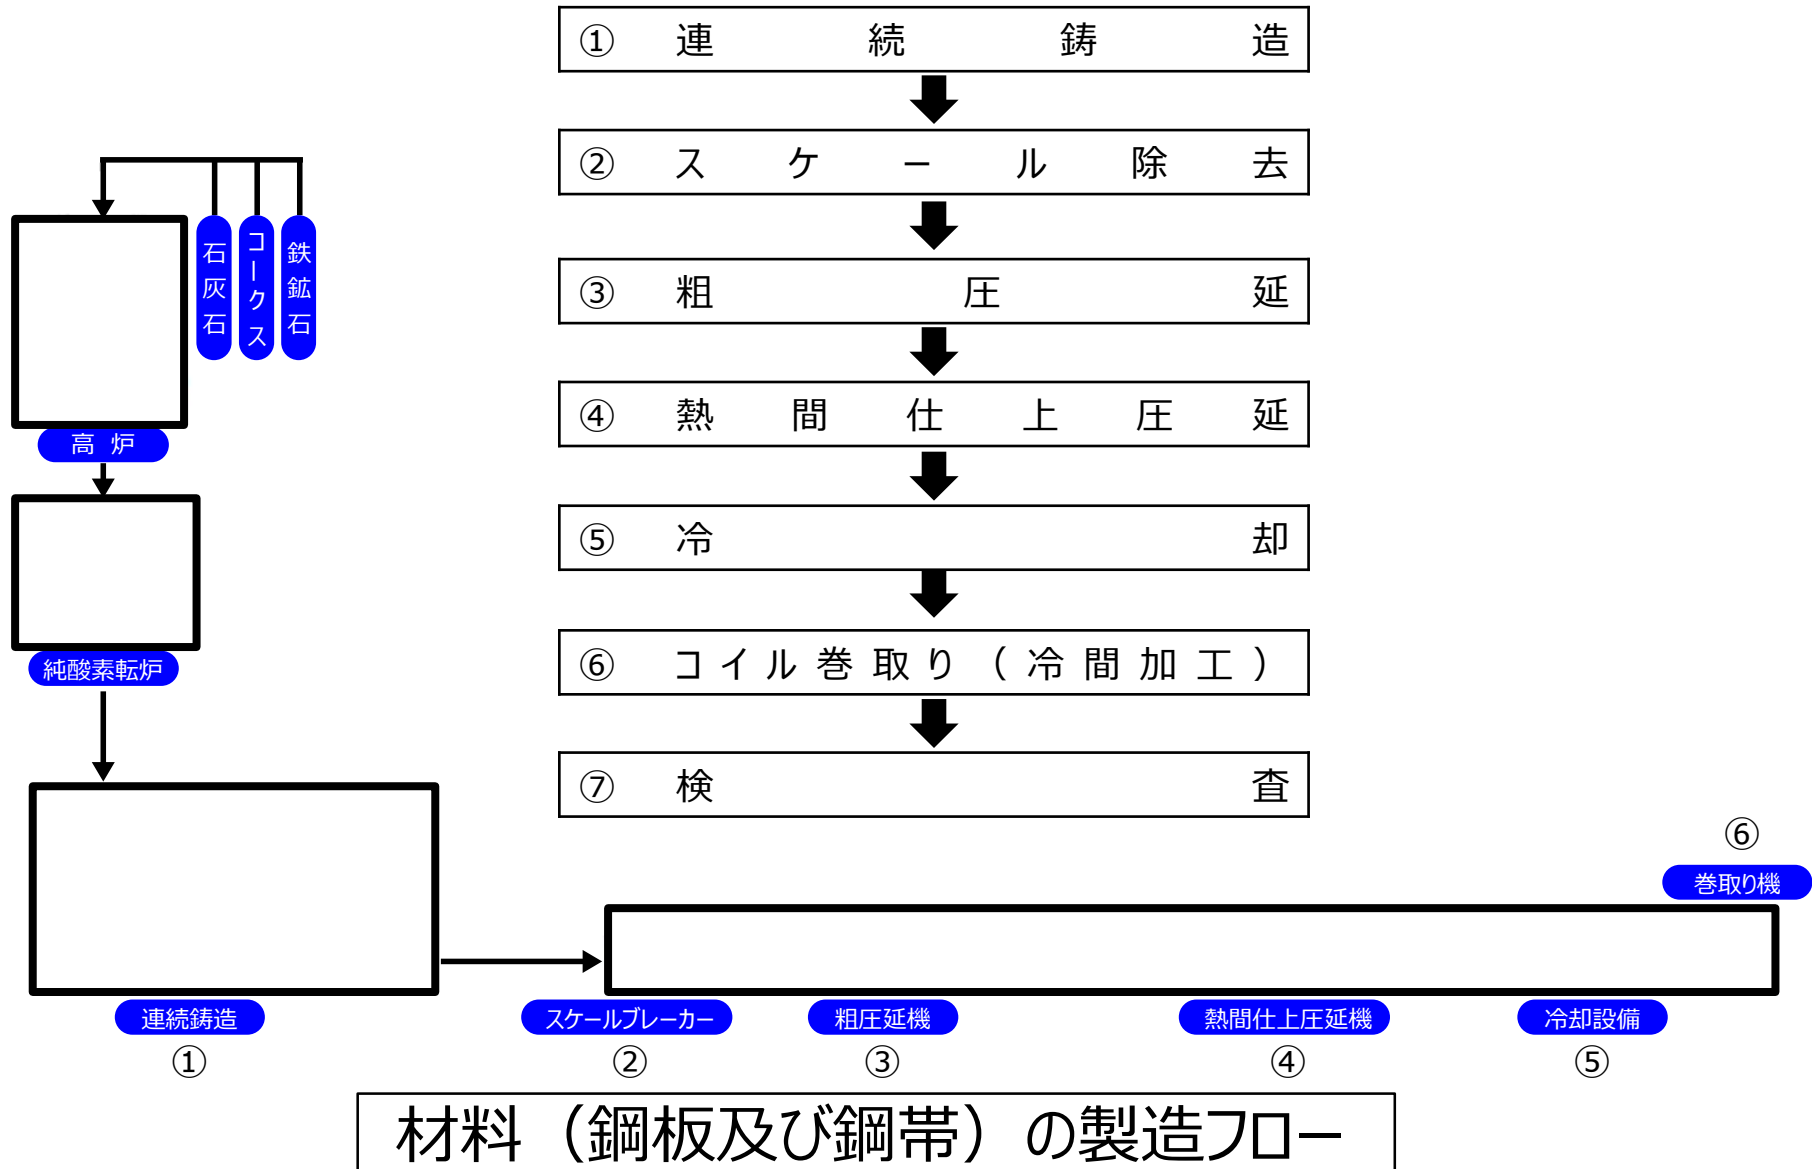 ① 連続鋳造
② スケール除去
③ 粗圧延
④ 熱間仕上圧延
⑤ 冷却
⑥ コイル巻取り(冷間加工)
⑦ 検査
石灰石
コークス
鉄鉱石
高炉
純酸素転炉
⑥
巻取り機
連続鋳造
スケールブレーカー
粗圧延機
熱間仕上圧延機
冷却設備
①
②
③
④
⑤
材料(鋼板及び鋼帯)の製造フロー